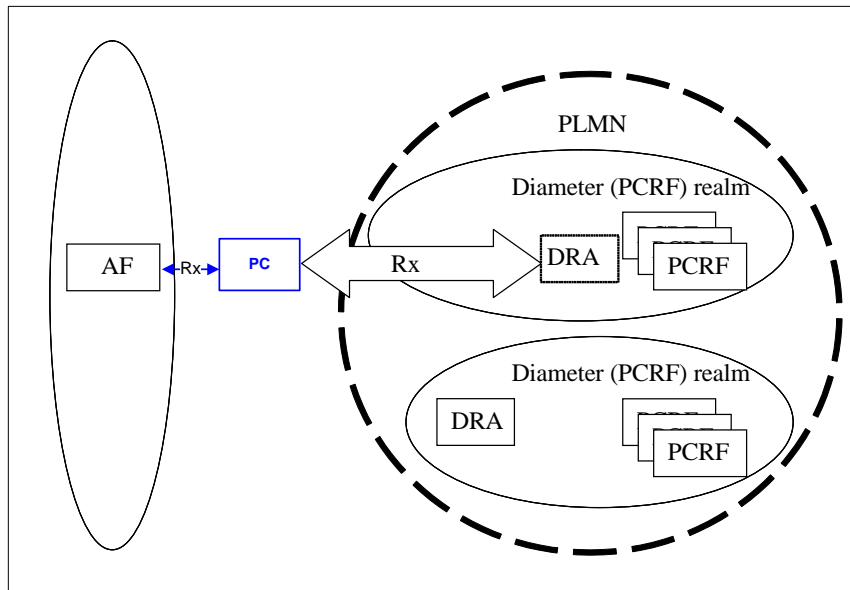 PLMN
Diameter (PCRF) realm
AF
Rx
PC
Rx
DRA
PCRF
Diameter (PCRF) realm
DRA
PCRF